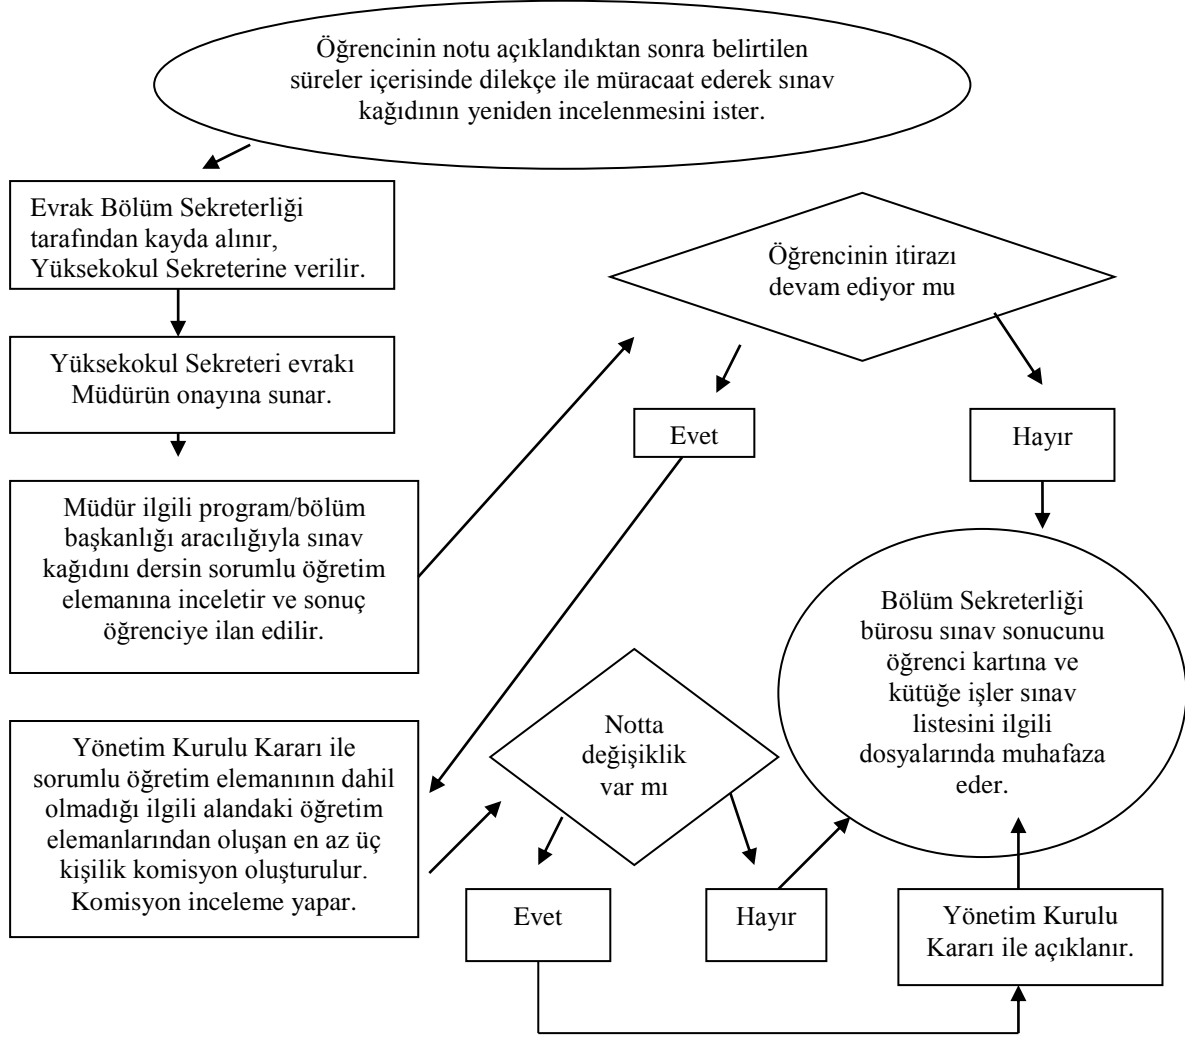 Öğrencinin notu açıklandıktan sonra belirtilen
süreler içerisinde dilekçe ile müracaat ederek sınav
kağıdının yeniden incelenmesini ister.
Evrak Bölüm Sekreterliği
tarafından kayda alınır,
Yüksekokul Sekreterine verilir.
Yüksekokul Sekreteri evrakı
Müdürün onayına sunar.
Müdür ilgili program/bölüm
başkanlığı aracılığıyla sınav
kağıdını dersin sorumlu öğretim
elemanına inceletir ve sonuç
öğrenciye ilan edilir.
Öğrencinin itirazı
devam ediyor mu
Evet
Hayır
Yönetim Kurulu Kararı ile
sorumlu öğretim elemanının dahil
olmadığı ilgili alandaki öğretim
elemanlarından oluşan en az üç
kişilik komisyon oluşturulur.
Komisyon inceleme yapar.
Notta
değişiklik
var mı
Evet
Hayır
Yönetim Kurulu
Kararı ile açıklanır.
Bölüm Sekreterliği
bürosu sınav sonucunu
öğrenci kartına ve
kütüğe işler sınav
listesini ilgili
dosyalarında muhafaza
eder.